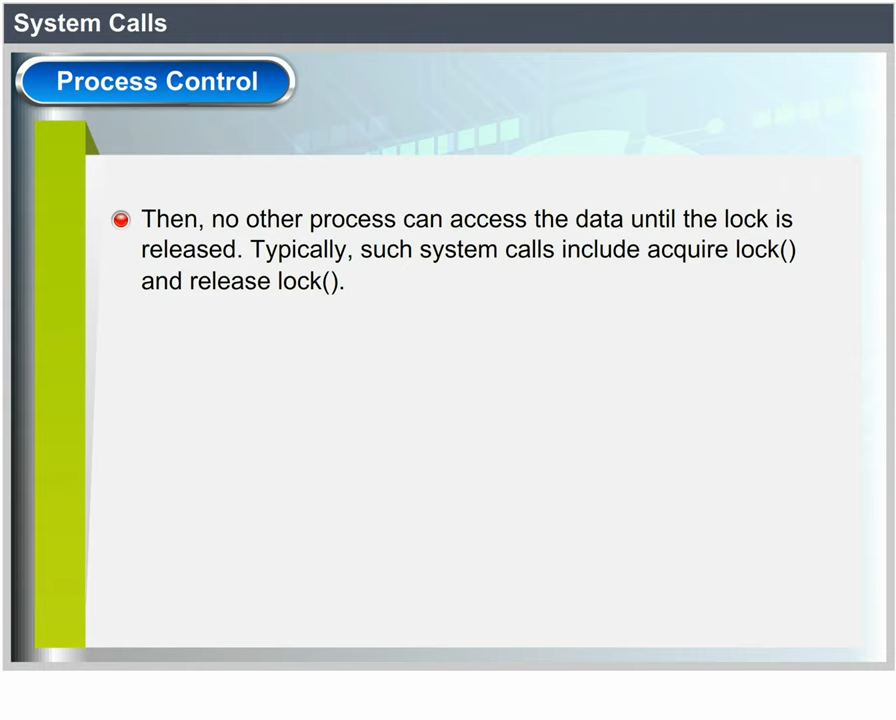 System Calls
Process Control
Then, no other process can access the data until the lock is
released. Typically, such system calls include acquire lock()
and release lock().